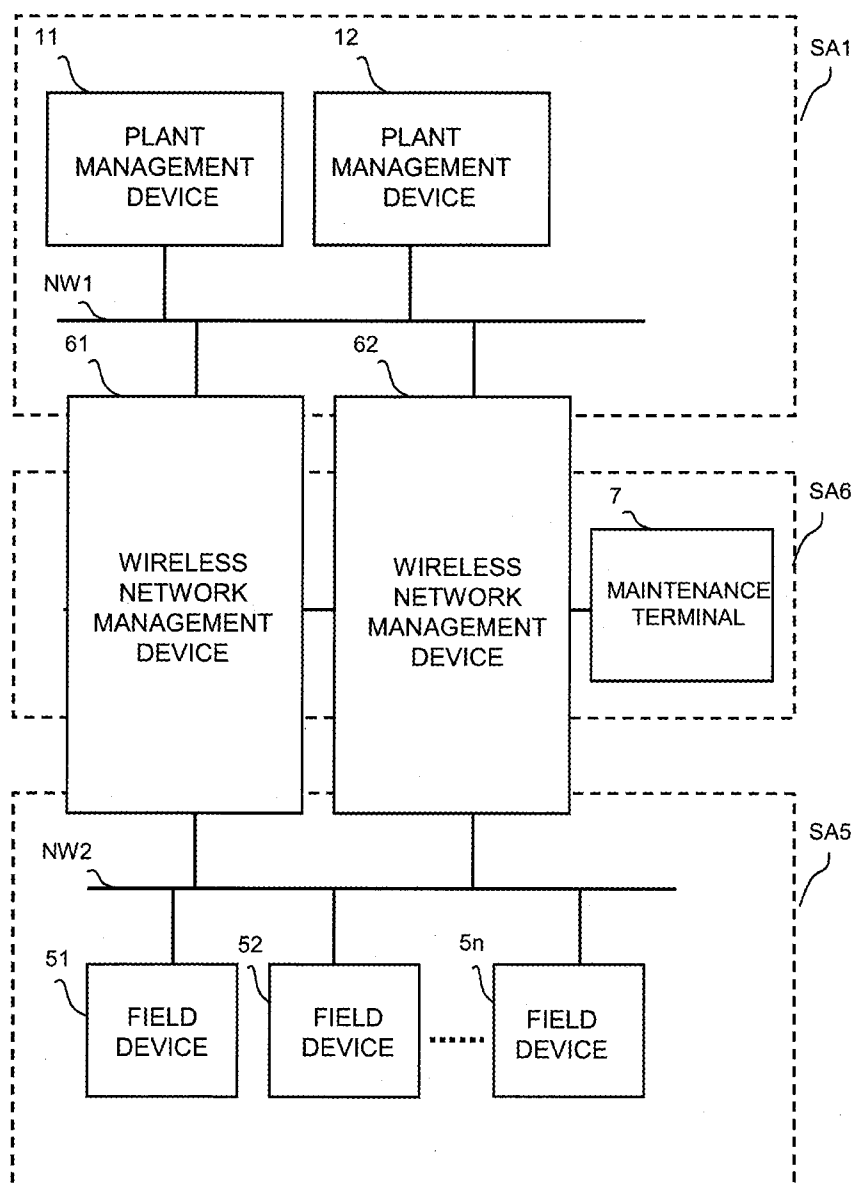 11
12
SA1
PLANT
MANAGEMENT
DEVICE
PLANT
MANAGEMENT
DEVICE
NW1
61
62
SA6
7
WIRELESS
NETWORK
MANAGEMENT
DEVICE
WIRELESS
NETWORK
MANAGEMENT
DEVICE
MAINTENANCE
TERMINAL
SA5
NW2
51
52
5n
FIELD
DEVICE
FIELD
DEVICE
FIELD
DEVICE